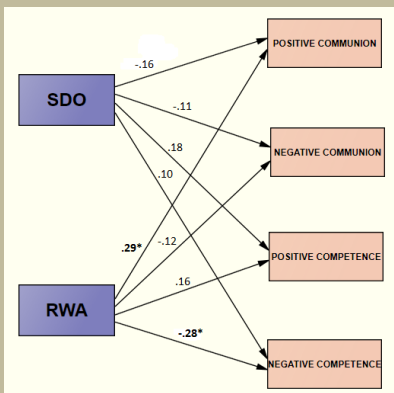 POSITIVE COMMUNION
-.16
SDO
-.11
NEGATIVE COMMUNION
.18
.10
.29*
-.12
POSITIVE COMPETENCE
.16
RWA
-.28*
NEGATIVE COMPETENCE